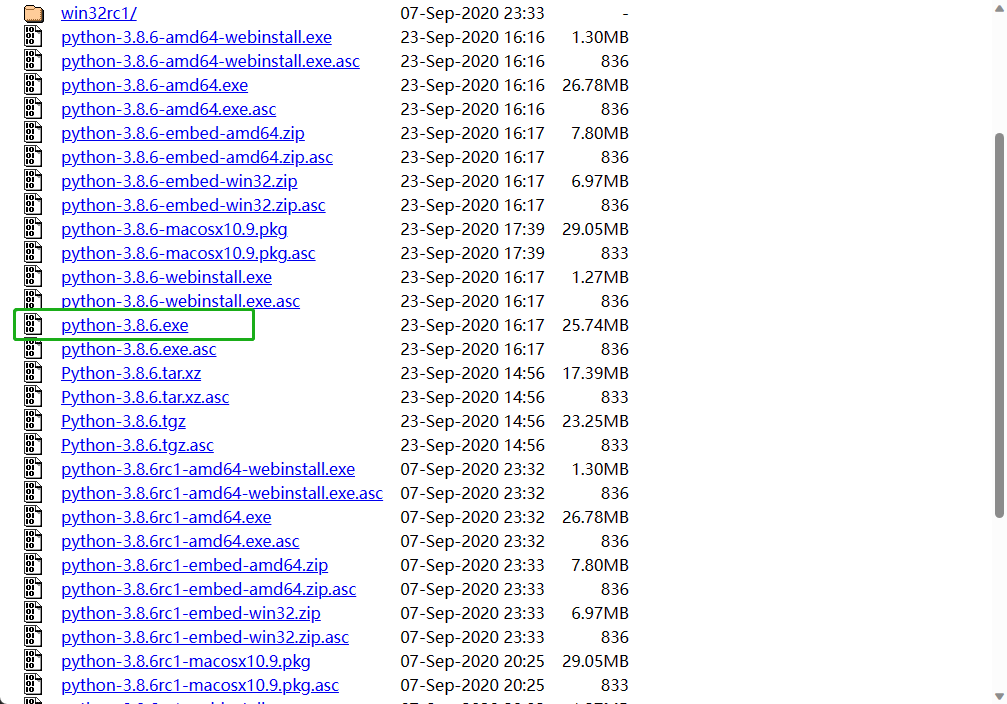 win32rc1/ 07-Sep-2020 23:33 -
python-3.8.6-amd64-webinstall.exe 23-Sep-2020 16:16 1.30MB
python-3.8.6-amd64-webinstall.exe.asc 23-Sep-2020 16:16 836
python-3.8.6-amd64.exe 23-Sep-2020 16:16 26.78MB
python-3.8.6-amd64.exe.asc 23-Sep-2020 16:16 836
python-3.8.6-embed-amd64.zip 23-Sep-2020 16:17 7.80MB
python-3.8.6-embed-amd64.zip.asc 23-Sep-2020 16:17 836
python-3.8.6-embed-win32.zip 23-Sep-2020 16:17 6.97MB
python-3.8.6-embed-win32.zip.asc 23-Sep-2020 16:17 836
python-3.8.6-macosx10.9.pkg 23-Sep-2020 17:39 29.05MB
python-3.8.6-macosx10.9.pkg.asc 23-Sep-2020 17:39 833
python-3.8.6-webinstall.exe 23-Sep-2020 16:17 1.27MB
python-3.8.6-webinstall.exe.asc 23-Sep-2020 16:17 836
python-3.8.6.exe 23-Sep-2020 16:17 25.74MB
python-3.8.6.exe.asc 23-Sep-2020 16:17 836
Python-3.8.6.tar.xz 23-Sep-2020 14:56 17.39MB
Python-3.8.6.tar.xz.asc 23-Sep-2020 14:56 833
Python-3.8.6.tgz 23-Sep-2020 14:56 23.25MB
Python-3.8.6.tgz.asc 23-Sep-2020 14:56 833
python-3.8.6rc1-amd64-webinstall.exe 07-Sep-2020 23:32 1.30MB
python-3.8.6rc1-amd64-webinstall.exe.asc 07-Sep-2020 23:32 836
python-3.8.6rc1-amd64.exe 07-Sep-2020 23:32 26.78MB
python-3.8.6rc1-amd64.exe.asc 07-Sep-2020 23:32 836
python-3.8.6rc1-embed-amd64.zip 07-Sep-2020 23:33 7.80MB
python-3.8.6rc1-embed-amd64.zip.asc 07-Sep-2020 23:33 836
python-3.8.6rc1-embed-win32.zip 07-Sep-2020 23:33 6.97MB
python-3.8.6rc1-embed-win32.zip.asc 07-Sep-2020 23:33 836
python-3.8.6rc1-macosx10.9.pkg 07-Sep-2020 20:25 29.05MB
python-3.8.6rc1-macosx10.9.pkg.asc 07-Sep-2020 20:25 833